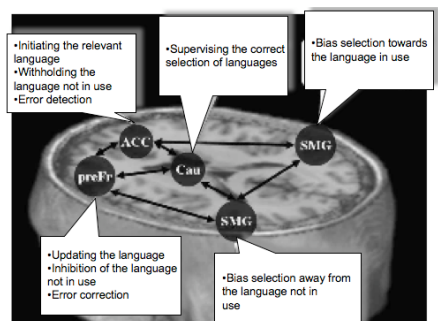 •Initiating the relevant
language
•Withholding the
language not in use
•Error detection
•Supervising the correct
selection of languages
•Bias selection towards
the language in use
ACC
SMG
preFr
Cau
SMG
•Updating the language
•Inhibition of the language
not in use
•Error correction
•Bias selection away from
the language not in
use